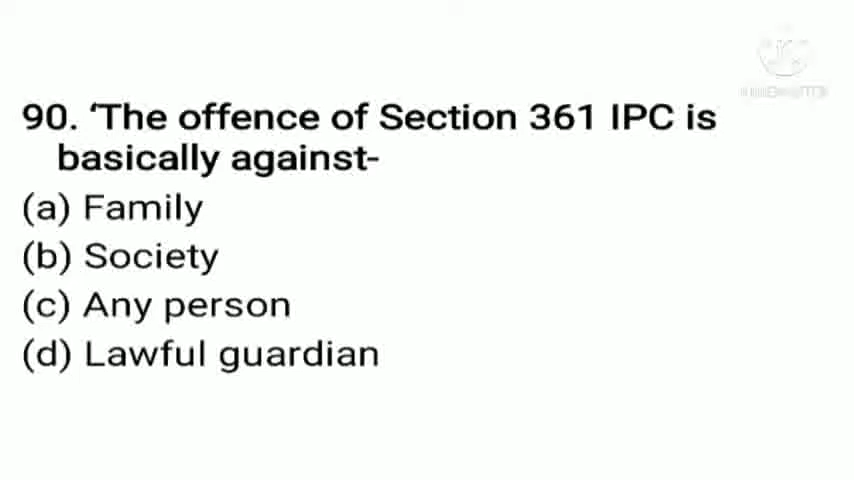 90. ‘The offence of Section 361 IPC is
basically against-
(a) Family
(b) Society
(c) Any person
(d) Lawful guardian